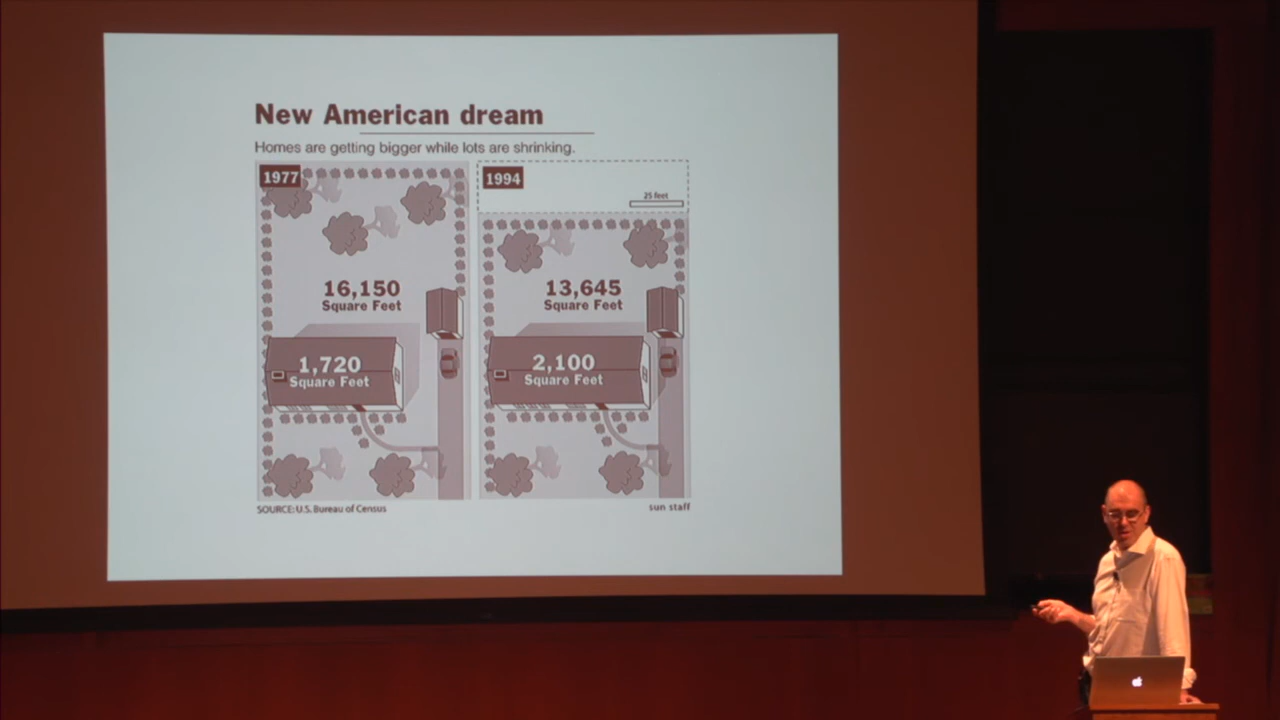 New American dream
Homes are getting bigger while lots are shrinking.
1977
16,150
Square Feet
1,720
Square Feet
1994
25 feet
13,645
Square Feet
2,100
Square Feet
SOURCE: U.S. Bureau of Census
sun staff